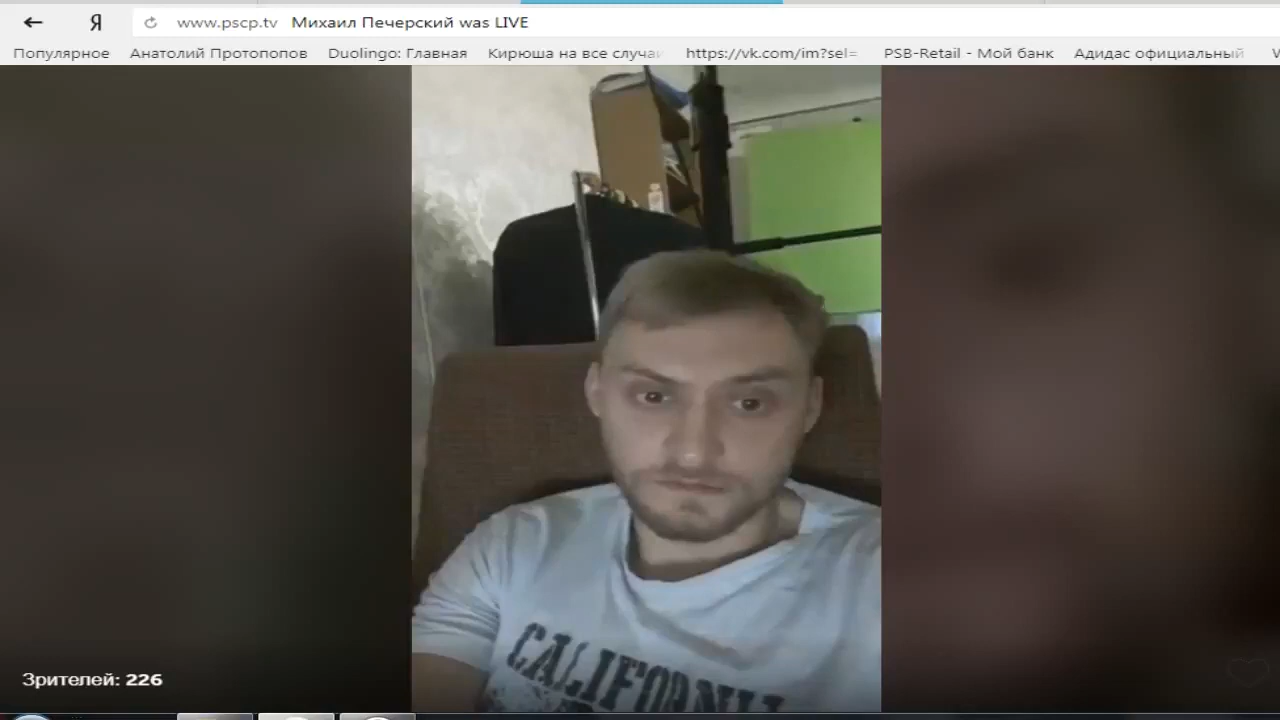 Я www.pscp.tv Михаил Печерский was LIVE
Популярное Анатолий Протопопов Duolingo: Главная Кирюша на все случаи https://vk.com/im?sel= PSB-Retail - Мой банк Адидас официальный
CALIFORNI
Зрителей: 226